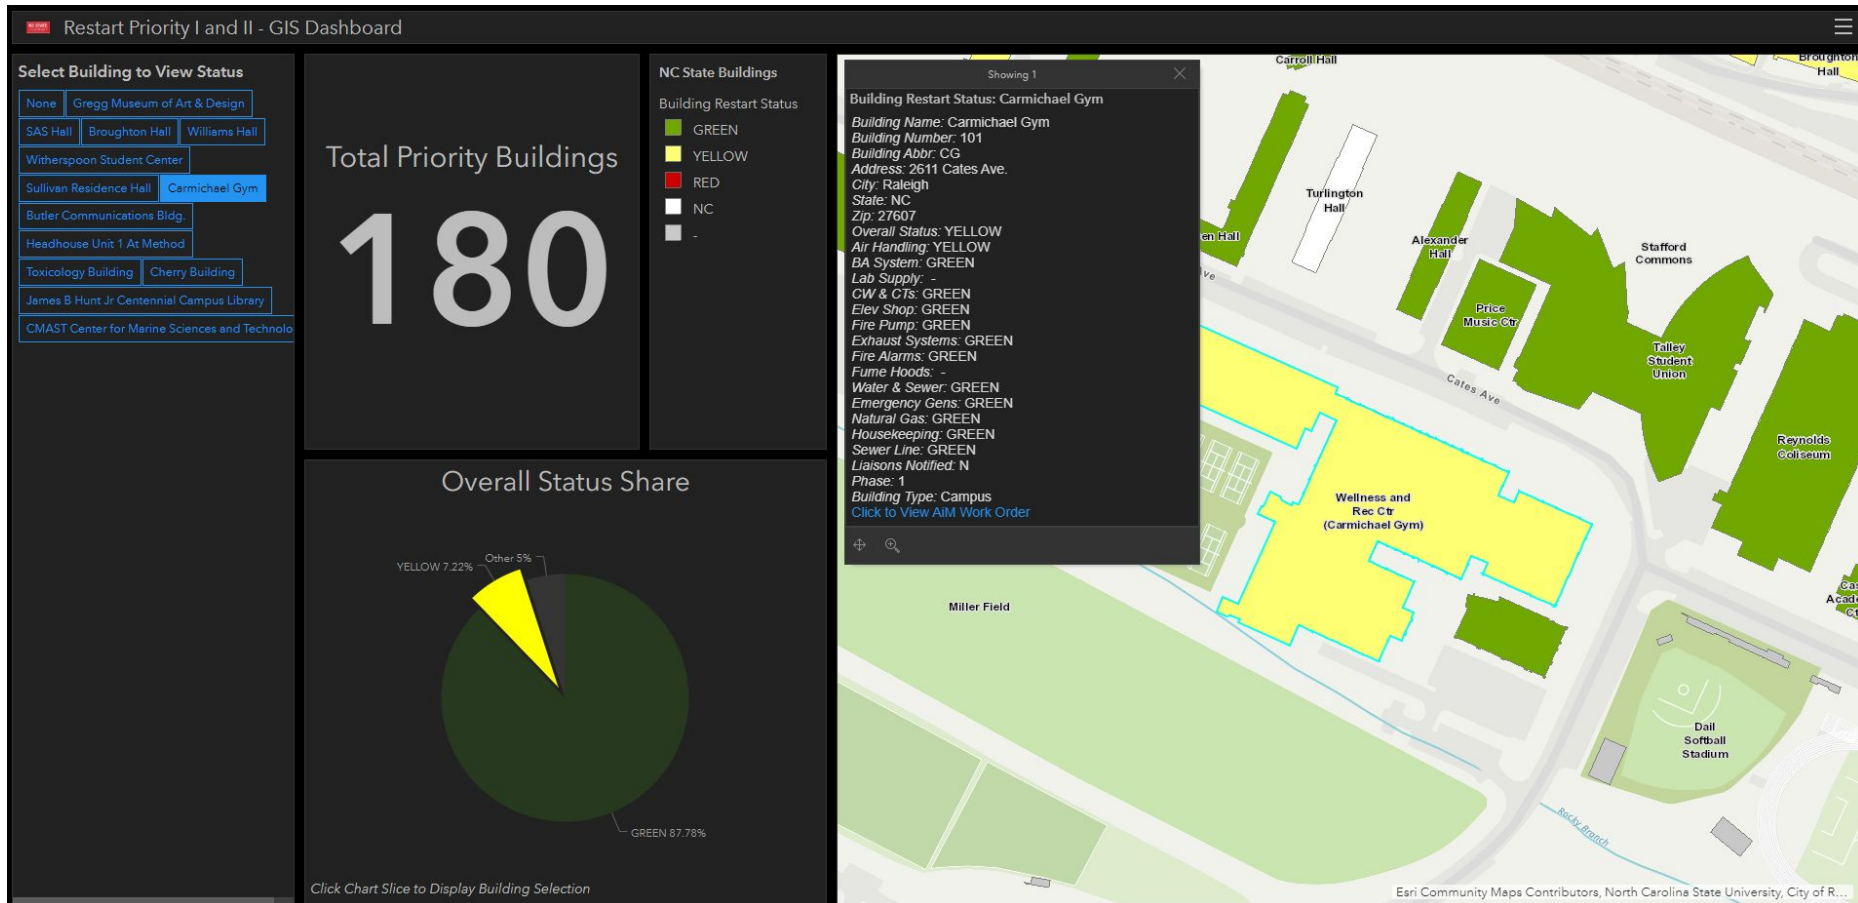 Restart Priority I and II - GIS Dashboard
Select Building to View Status
None
Gregg Museum of Art & Design
SAS Hall
Broughton Hall
Williams Hall
Witherspoon Student Center
Sullivan Residence Hall
Carmichael Gym
Butler Communications Bldg.
Headhouse Unit 1 At Method
Toxicology Building
Cherry Building
James B Hunt Jr Centennial Campus Library
CMAST Center for Marine Sciences and Technolo
Total Priority Buildings
180
NC State Buildings
Building Restart Status
GREEN
YELLOW
RED
NC
-
Overall Status Share
YELLOW 7.22%
Other 5%
GREEN 87.78%
Click Chart Slice to Display Building Selection
Showing 1
Building Restart Status: Carmichael Gym
Building Name: Carmichael Gym
Building Number: 101
Building Abbr: CG
Address: 2611 Cates Ave.
City: Raleigh
State: NC
Zip: 27607
Overall Status: YELLOW
Air Handling: YELLOW
BA System: GREEN
Lab Supply: -
CW & CTs: GREEN
Elev Shop: GREEN
Fire Pump: GREEN
Exhaust Systems: GREEN
Fire Alarms: GREEN
Fume Hoods: -
Water & Sewer: GREEN
Emergency Gens: GREEN
Natural Gas: GREEN
Housekeeping: GREEN
Sewer Line: GREEN
Liaisons Notified: N
Phase: 1
Building Type: Campus
Click to View AiM Work Order
Carroll Hall
Broughton
Hall
Turlington
Hall
en Hall
Ave
Alexander
Hall
Stafford
Commons
Price
Music Ctr
Talley
Student
Union
Cates Ave
Reynolds
Coliseum
Wellness and
Rec Ctr
(Carmichael Gym)
Miller Field
Cas
Acade
Ct
Dail
Softball
Stadium
Rocky Branch
Esri Community Maps Contributors, North Carolina State University, City of R...